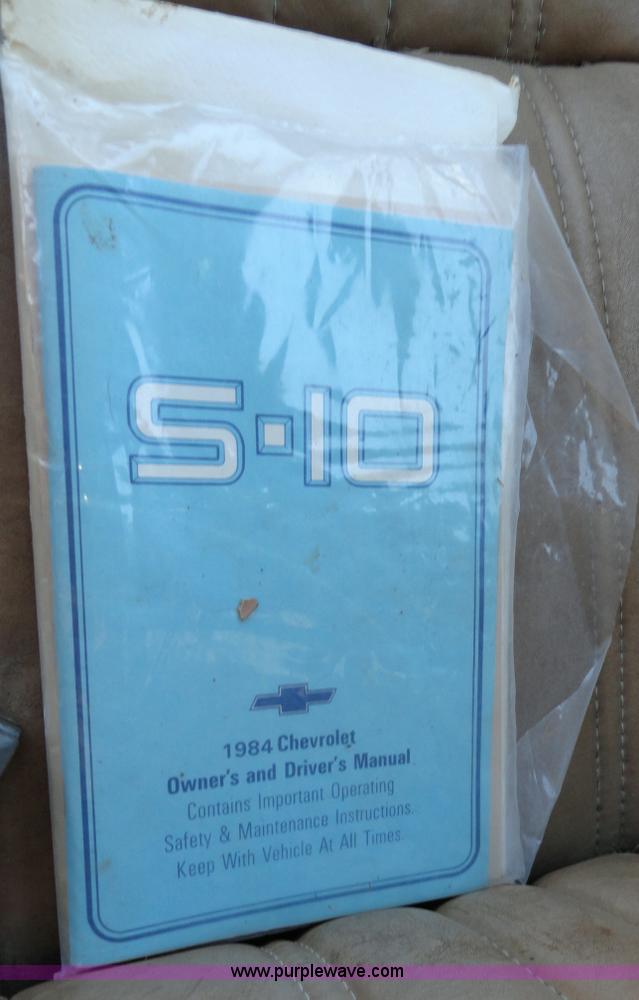 S-10
1984 Chevrolet
Owner's and Driver's Manual
Contains Important Operating
Safety & Maintenance Instructions.
Keep With Vehicle At All Times.
www.purplewave.com